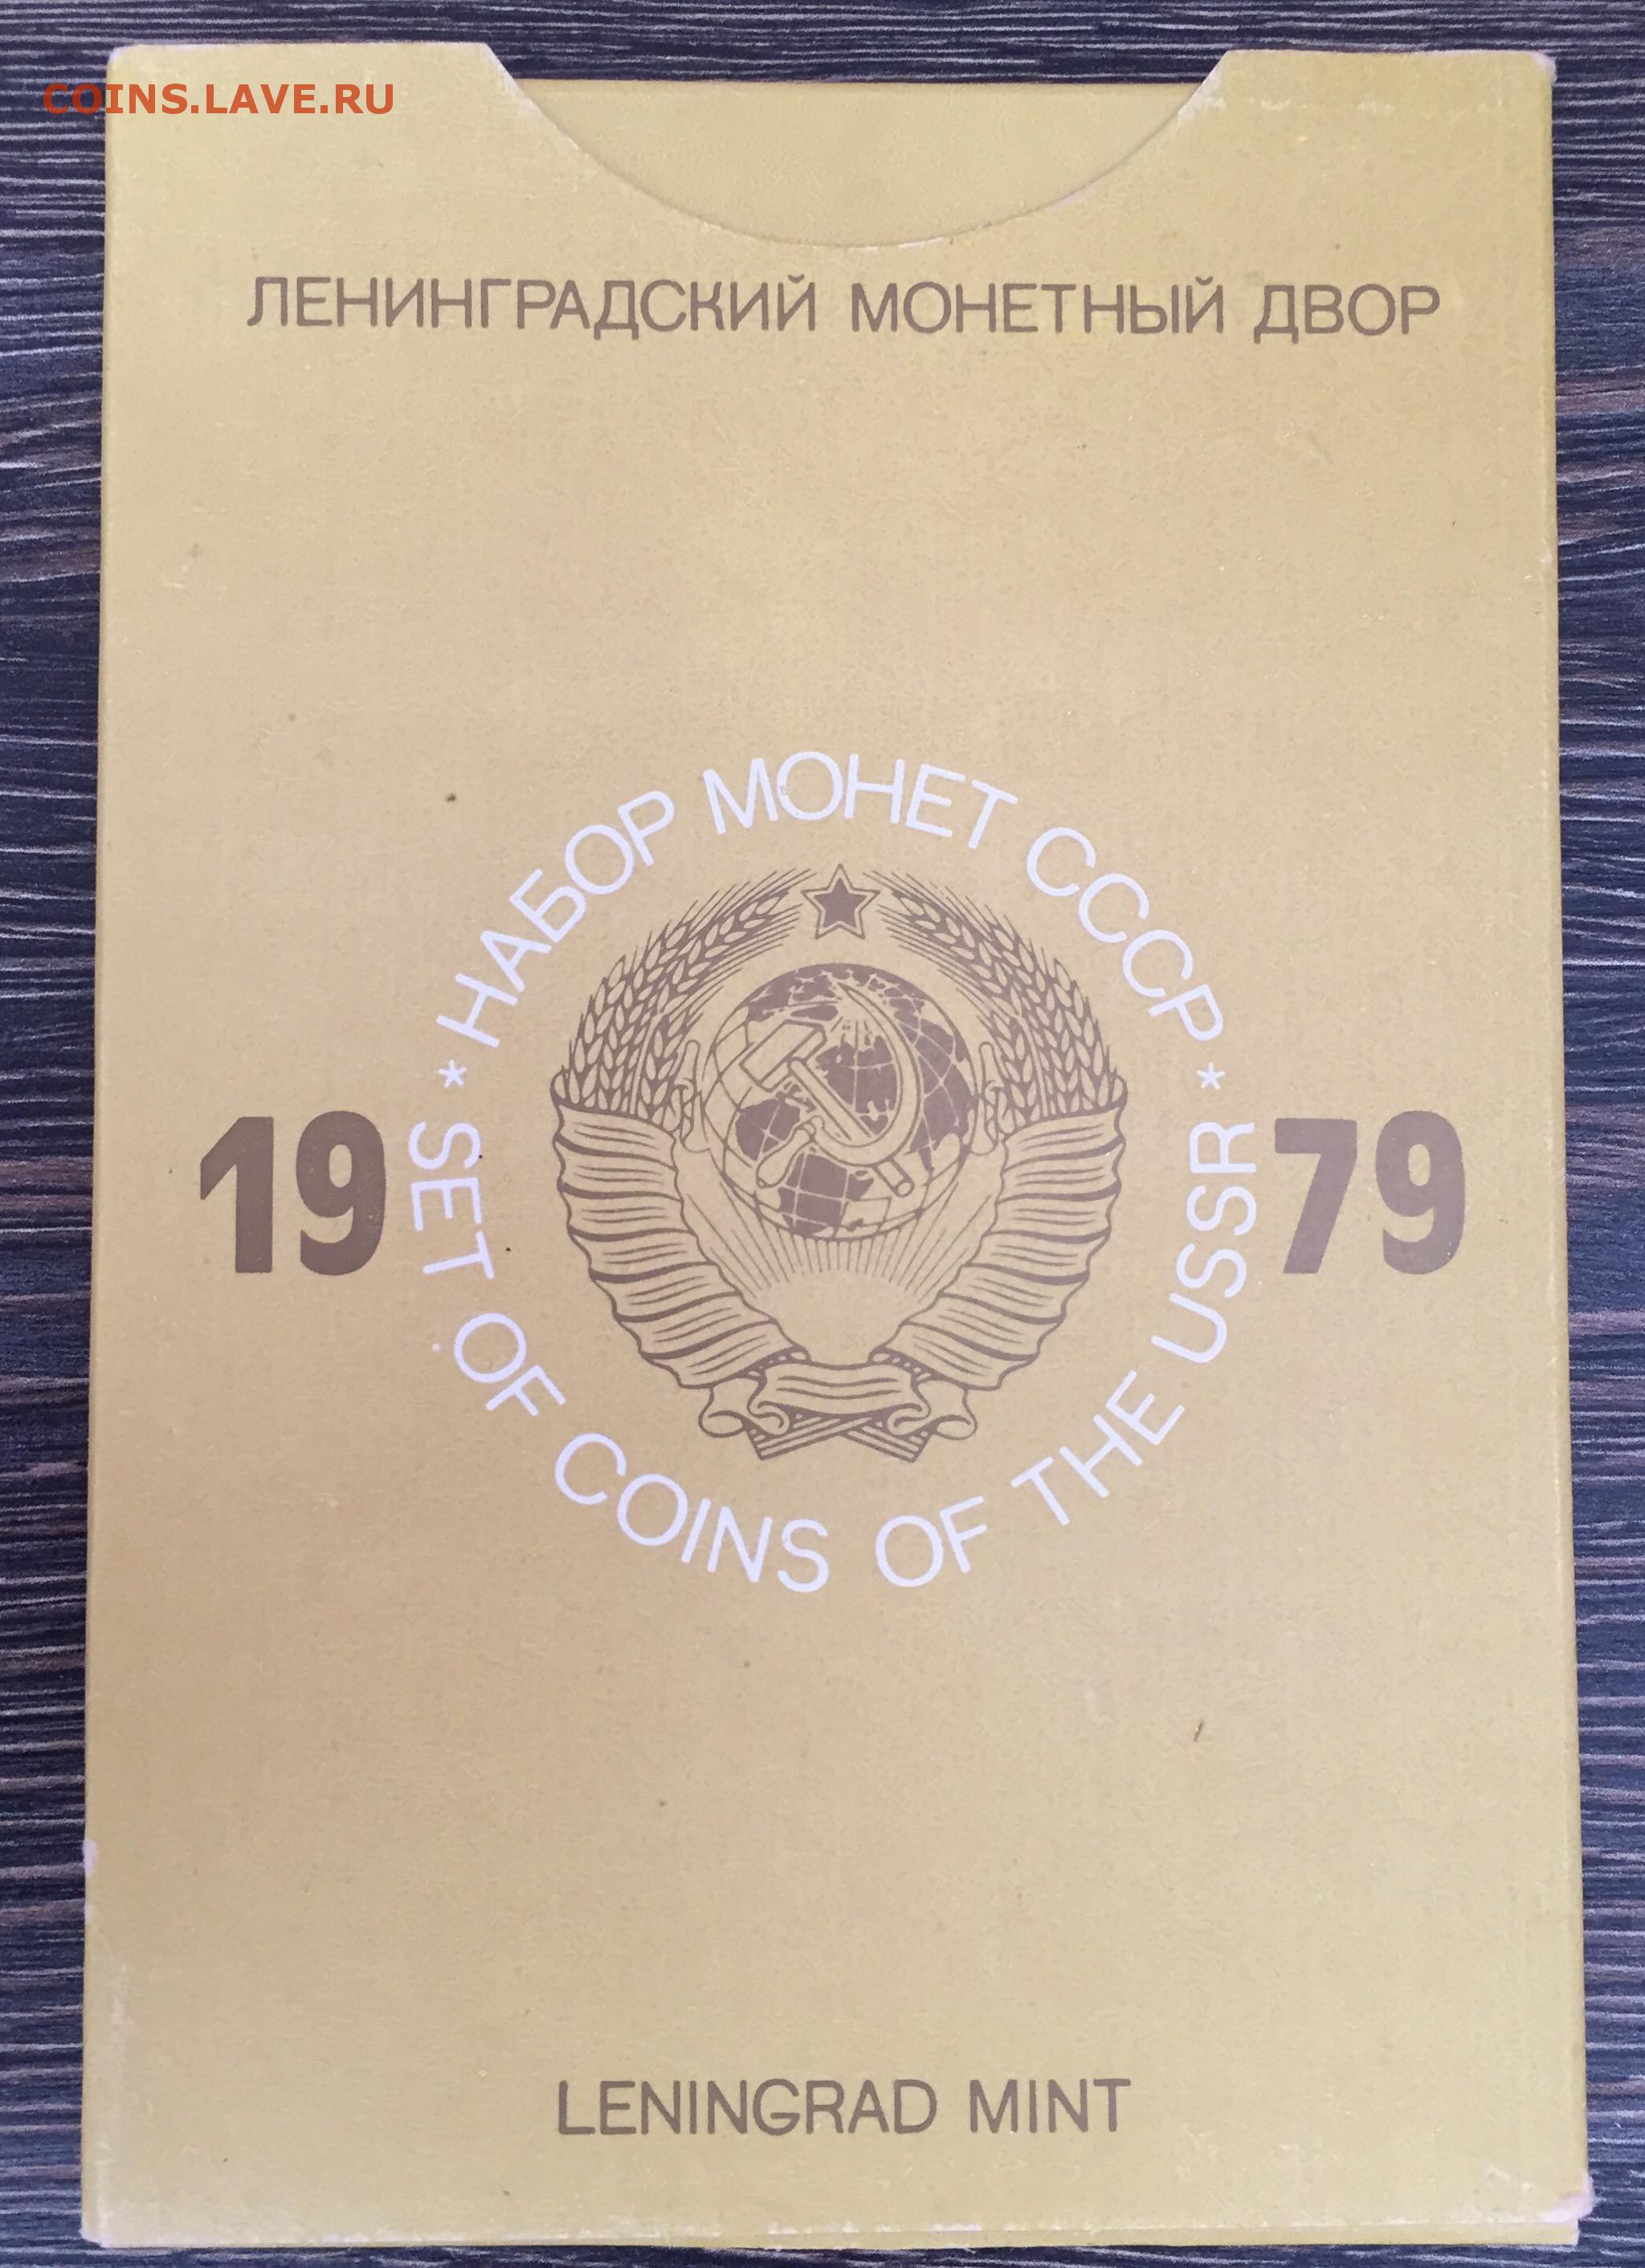 COINS.LAVE.RU
ЛЕНИНГРАДСКИЙ МОНЕТНЫЙ ДВОР
* НАБОР МОНЕТ СССР *
19
79
SET OF COINS OF THE USSR
LENINGRAD MINT